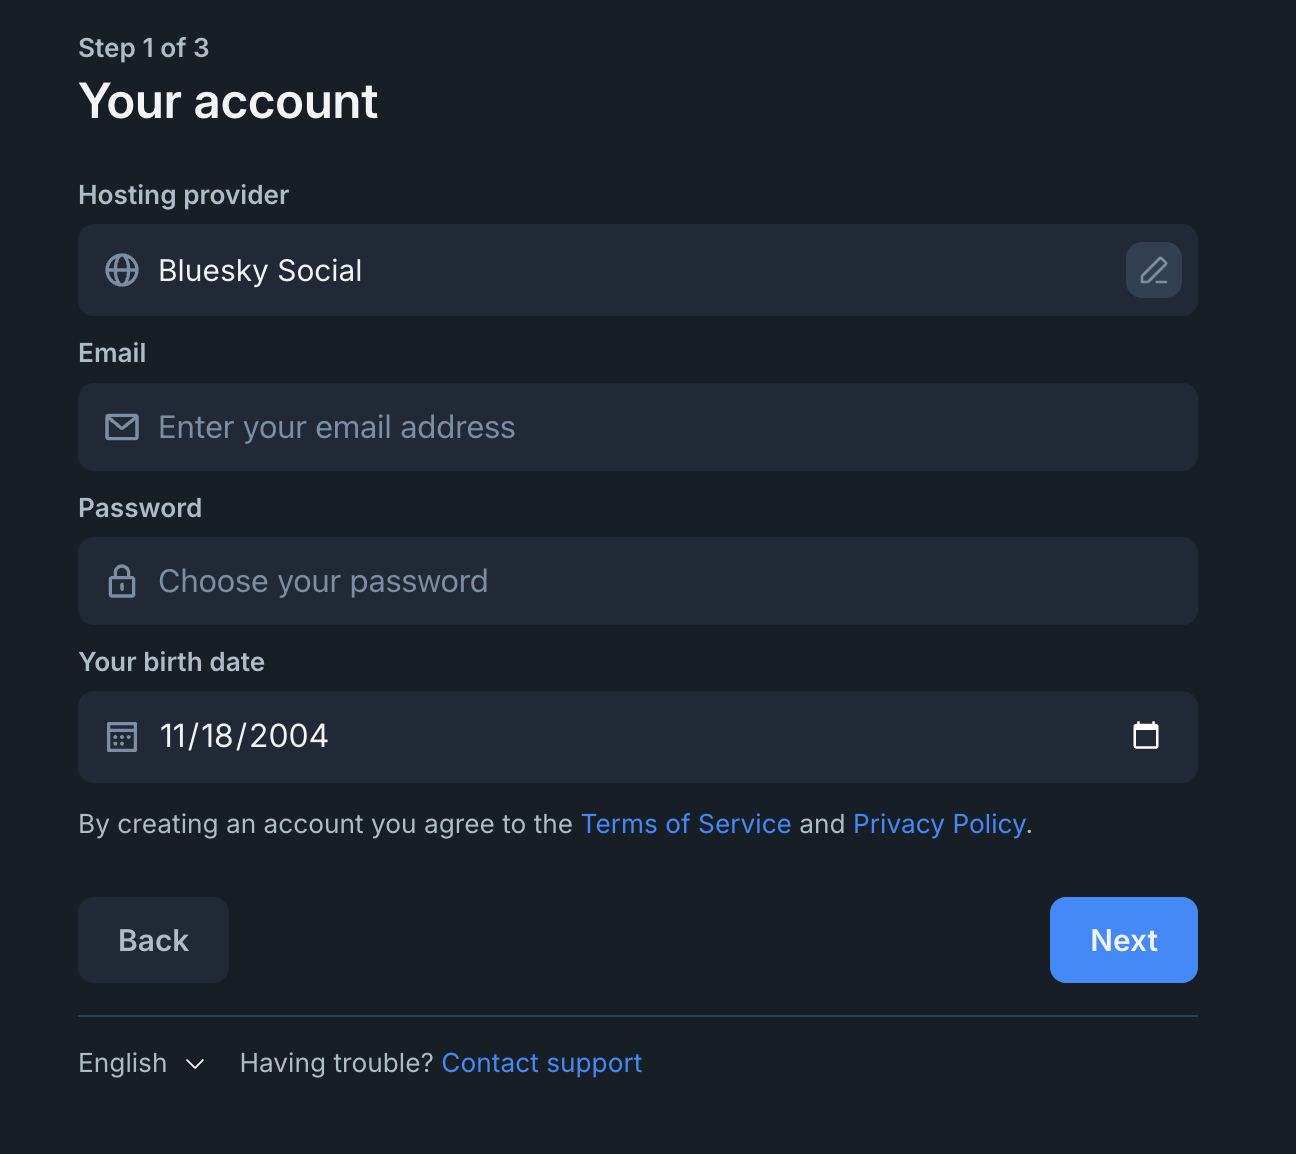 Step 1 of 3
Your account
Hosting provider
Bluesky Social
Email
Enter your email address
Password
Choose your password
Your birth date
11/18/2004
By creating an account you agree to the Terms of Service and Privacy Policy.
Back
Next
English
Having trouble? Contact support